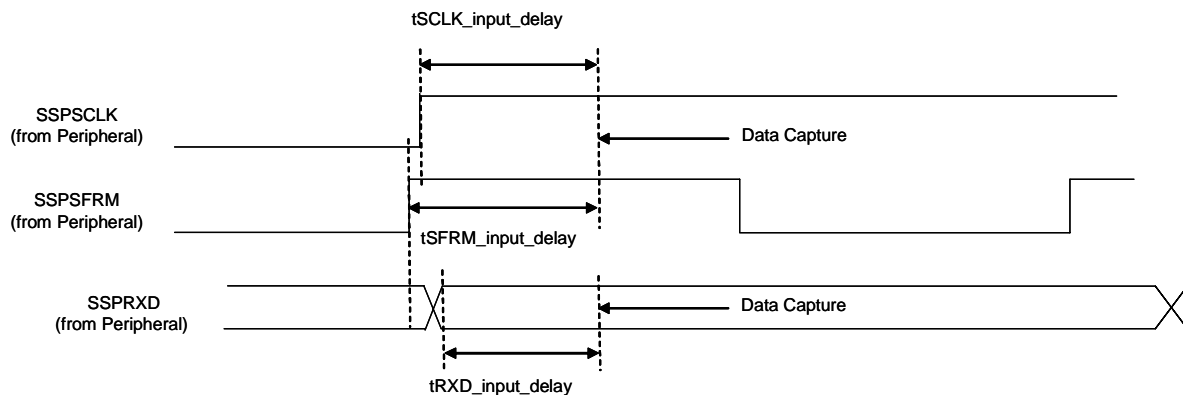 tSCLK_input_delay
SSPSCLK
(from Peripheral)
Data Capture
SSPSFRM
(from Peripheral)
tSFRM_input_delay
SSPRXD
(from Peripheral)
Data Capture
tRXD_input_delay